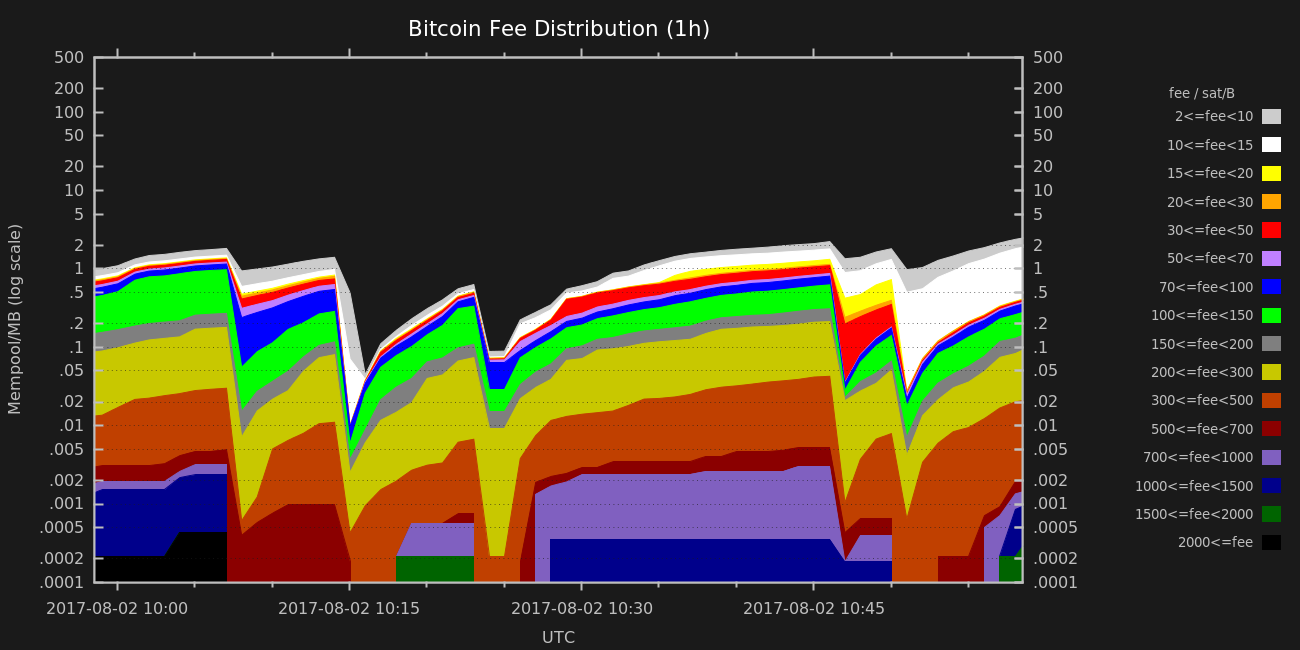 Bitcoin Fee Distribution (1h)
Mempool/MB (log scale)
500
200
100
50
20
10
5
2
1
.5
.2
.1
.05
.02
.01
.005
.002
.001
.0005
.0002
.0001
500
200
100
50
20
10
5
2
1
.5
.2
.1
.05
.02
.01
.005
.002
.001
.0005
.0002
.0001
fee / sat/B
2<=fee<10
10<=fee<15
15<=fee<20
20<=fee<30
30<=fee<50
50<=fee<70
70<=fee<100
100<=fee<150
150<=fee<200
200<=fee<300
300<=fee<500
500<=fee<700
700<=fee<1000
1000<=fee<1500
1500<=fee<2000
2000<=fee
2017-08-02 10:00 2017-08-02 10:15 2017-08-02 10:30 2017-08-02 10:45
UTC